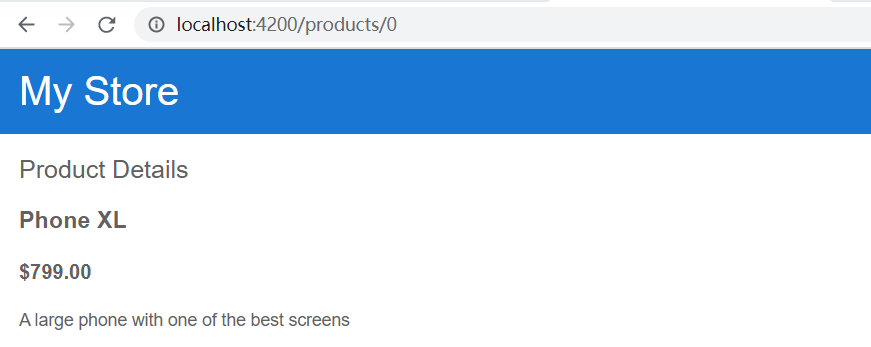 localhost:4200/products/0
My Store
Product Details
Phone XL
$799.00
A large phone with one of the best screens